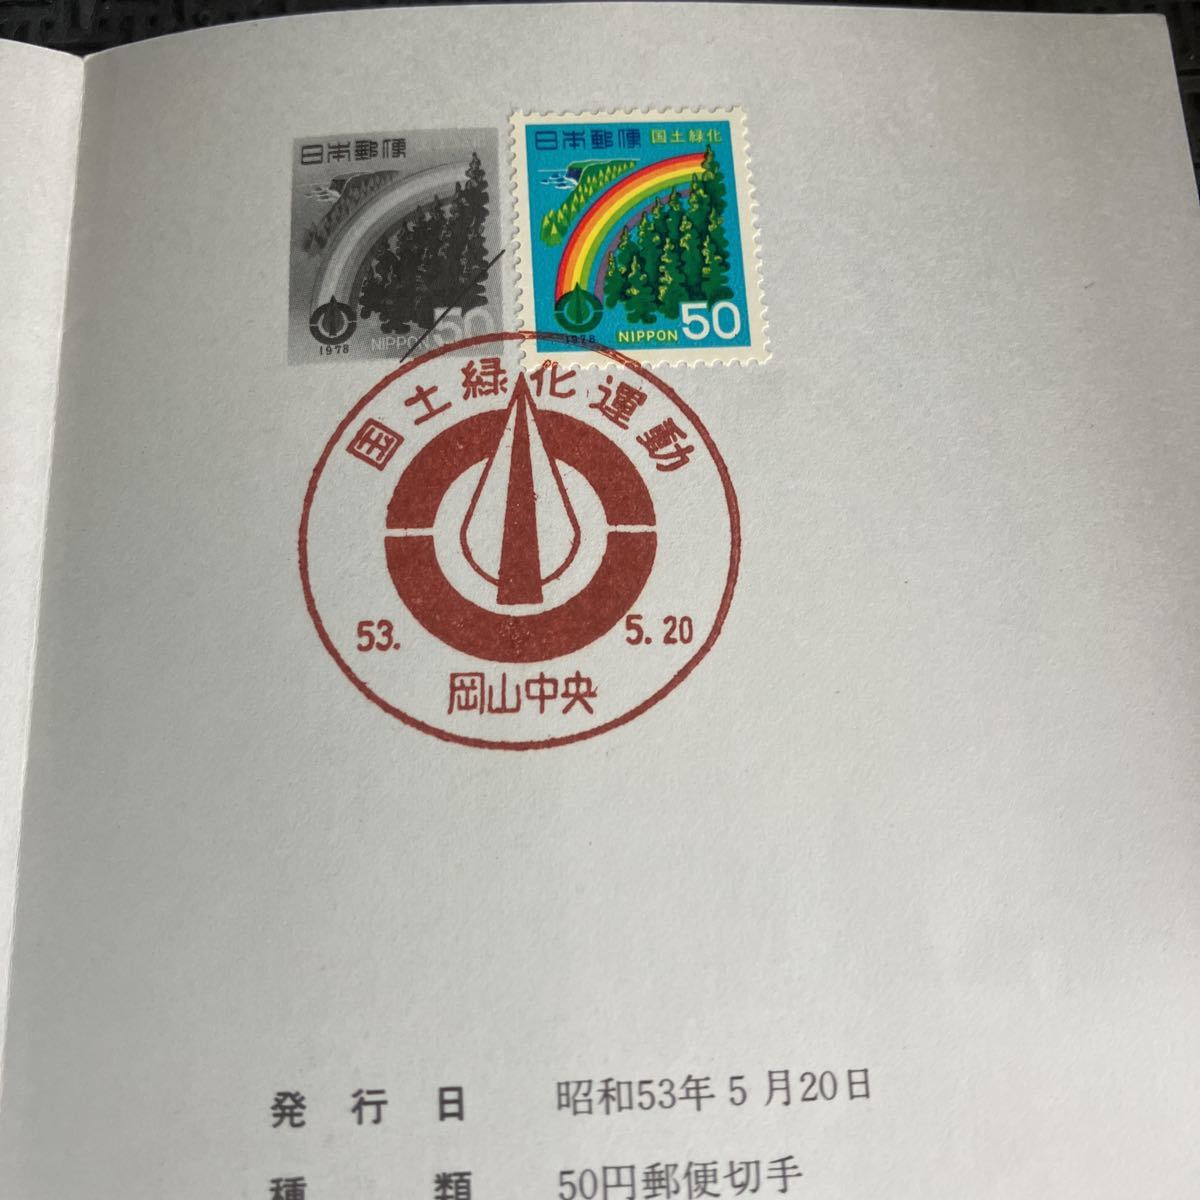 日本郵便
1978
NIPPON 50
日本郵便 国土緑化
1978 NIPPON 50
国土緑化運動
53. 5. 20
岡山中央
発行日 昭和53年5月20日
種類 50円郵便切手